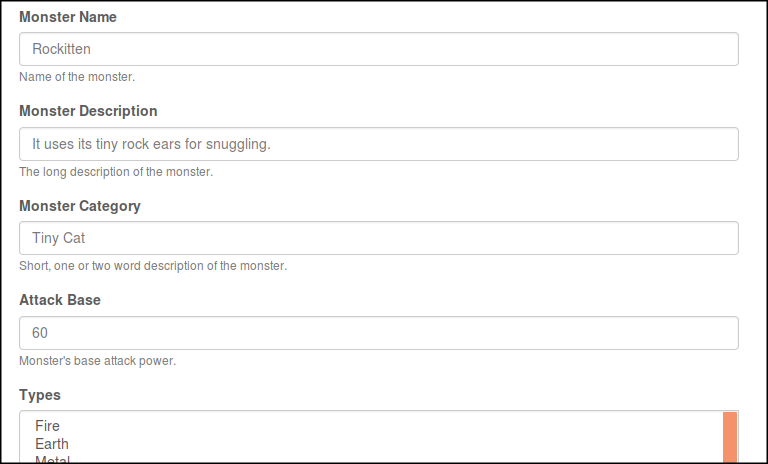 Monster Name
Rockitten
Name of the monster.
Monster Description
It uses its tiny rock ears for snuggling.
The long description of the monster.
Monster Category
Tiny Cat
Short, one or two word description of the monster.
Attack Base
60
Monster's base attack power.
Types
Fire
Earth
Metal